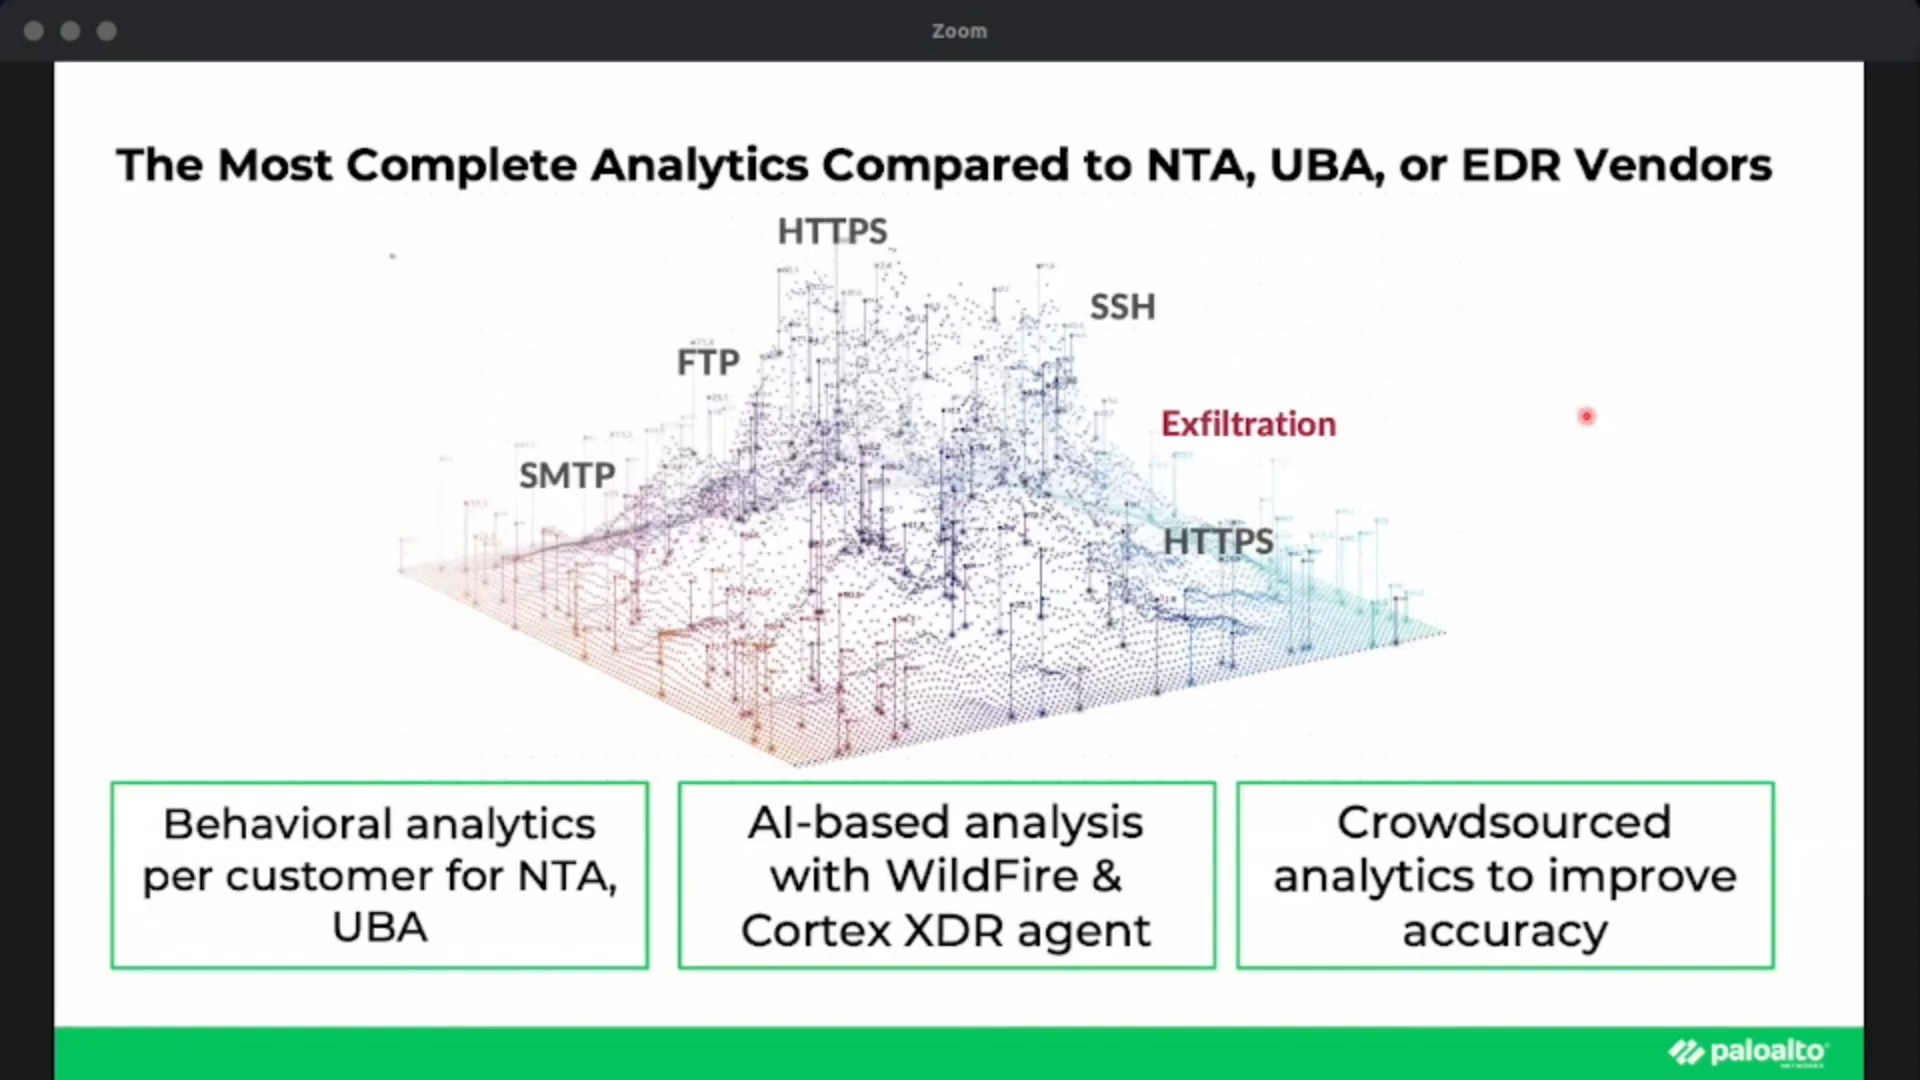 Zoom
The Most Complete Analytics Compared to NTA, UBA, or EDR Vendors
HTTPS
SSH
FTP
Exfiltration
SMTP
HTTPS
Behavioral analytics
per customer for NTA,
UBA
AI-based analysis
with WildFire &
Cortex XDR agent
Crowdsourced
analytics to improve
accuracy
paloalto
NETWORKS